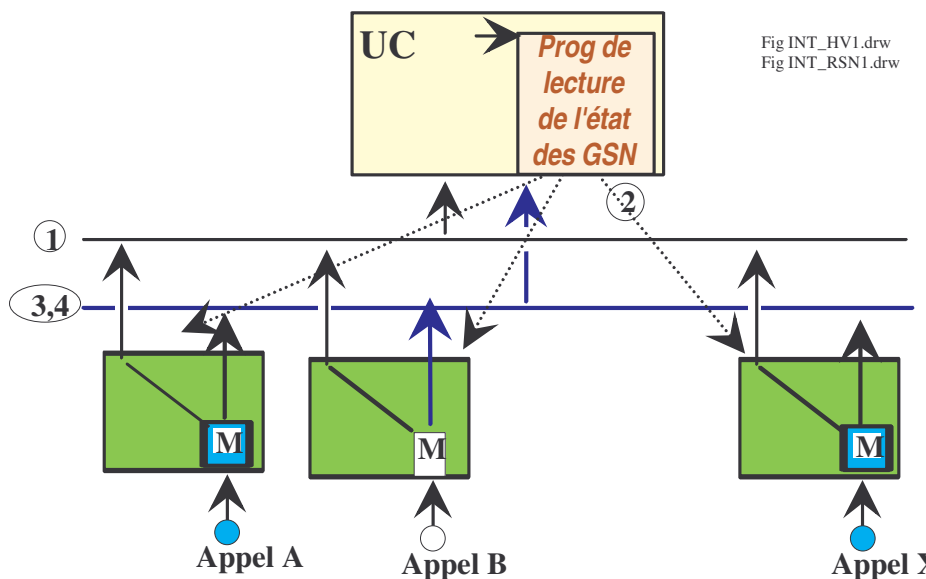 UC
Prog de
lecture
de l'état
des GSN
Fig INT_HV1.drw
Fig INT_RSN1.drw
2
1
3,4
M
M
M
Appel A
Appel B
Appel X